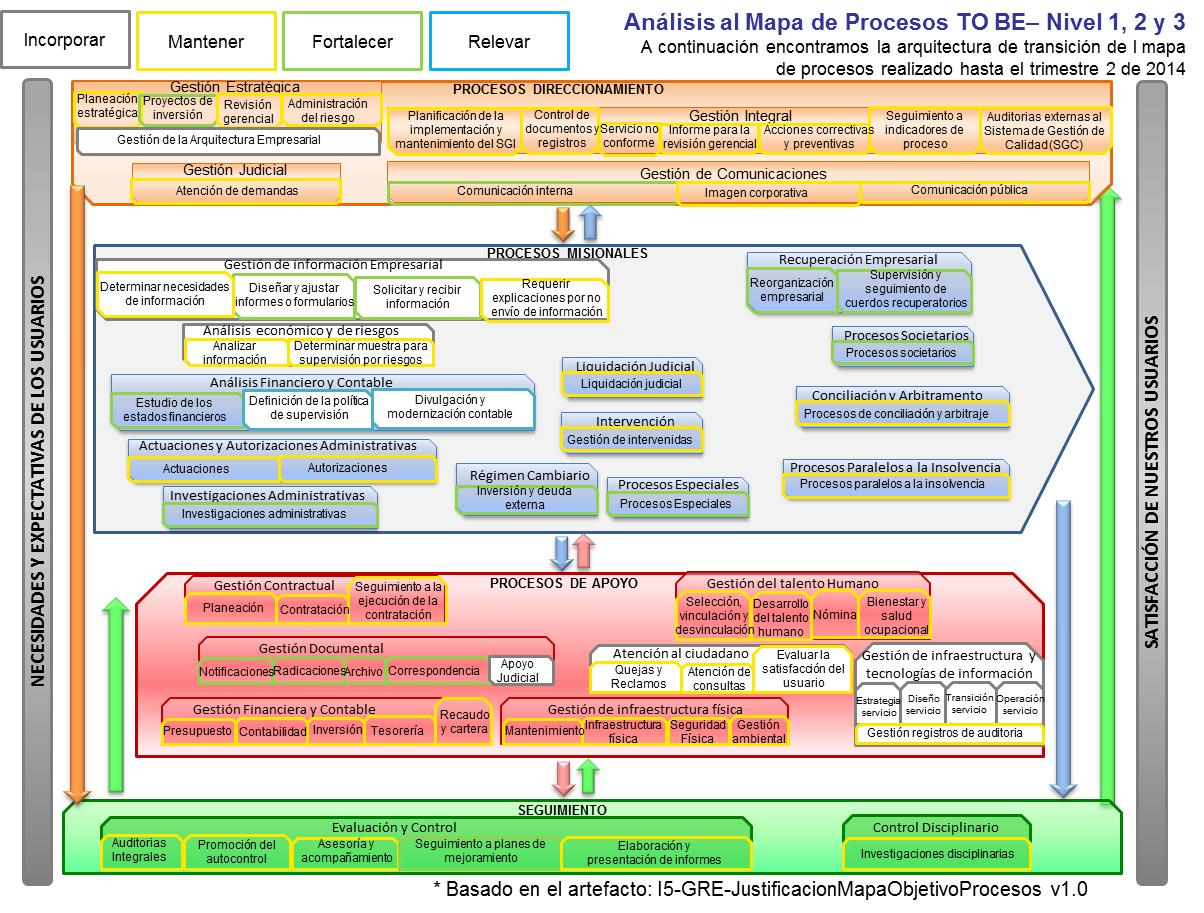 Incorporar
Mantener
Fortalecer
Relevar
Análisis al Mapa de Procesos TO BE– Nivel 1, 2 y 3
A continuación encontramos la arquitectura de transición de l mapa
de procesos realizado hasta el trimestre 2 de 2014
NECESIDADES Y EXPECTATIVAS DE LOS USUARIOS
SATISFACCIÓN DE NUESTROS USUARIOS
PROCESOS DIRECCIONAMIENTO
Gestión Estratégica
Planeación
estratégica
Proyectos de
inversión
Revisión
gerencial
Administración
del riesgo
Gestión de la Arquitectura Empresarial
Gestión Integral
Planificación de la
implementación y
mantenimiento del SGI
Control de
documentos y
registros
Servicio no
conforme
Informe para la
revisión gerencial
Acciones correctivas
y preventivas
Seguimiento a
indicadores de
proceso
Auditorias externas al
Sistema de Gestión de
Calidad (SGC)
Gestión Judicial
Atención de demandas
Gestión de Comunicaciones
Comunicación interna
Imagen corporativa
Comunicación pública
PROCESOS MISIONALES
Gestión de información Empresarial
Determinar necesidades
de información
Diseñar y ajustar
informes o formularios
Solicitar y recibir
información
Requerir
explicaciones por no
envío de información
Análisis económico y de riesgos
Analizar
información
Determinar muestra para
supervisión por riesgos
Análisis Financiero y Contable
Estudio de los
estados financieros
Definición de la política
de supervisión
Divulgación y
modernización contable
Actuaciones y Autorizaciones Administrativas
Actuaciones
Autorizaciones
Investigaciones Administrativas
Investigaciones administrativas
Régimen Cambiario
Inversión y deuda
externa
Liquidación Judicial
Liquidación judicial
Intervención
Gestión de intervenidas
Procesos Especiales
Procesos Especiales
Recuperación Empresarial
Reorganización
empresarial
Supervisión y
seguimiento de
cuerdos recuperatorios
Procesos Societarios
Procesos societarios
Conciliación y Arbitramento
Procesos de conciliación y arbitraje
Procesos Paralelos a la Insolvencia
Procesos paralelos a la insolvencia
PROCESOS DE APOYO
Gestión Contractual
Planeación
Contratación
Seguimiento a la
ejecución de la
contratación
Gestión del talento Humano
Selección,
vinculación y
desvinculación
Desarrollo
del talento
humano
Nómina
Bienestar y
salud
ocupacional
Gestión Documental
Notificaciones
Radicaciones
Archivo
Correspondencia
Apoyo
Judicial
Atención al ciudadano
Quejas y
Reclamos
Atención de
consultas
Evaluar la
satisfacción del
usuario
Gestión de infraestructura y
tecnologías de información
Estrategia
servicio
Diseño
servicio
Transición
servicio
Operación
servicio
Gestión registros de auditoria
Gestión Financiera y Contable
Presupuesto
Contabilidad
Inversión
Tesorería
Recaudo
y cartera
Gestión de infraestructura física
Mantenimiento
Infraestructura
física
Seguridad
Física
Gestión
ambiental
SEGUIMIENTO
Evaluación y Control
Auditorias
Integrales
Promoción del
autocontrol
Asesoría y
acompañamiento
Seguimiento a planes de
mejoramiento
Elaboración y
presentación de informes
Control Disciplinario
Investigaciones disciplinarias
* Basado en el artefacto: I5-GRE-JustificacionMapaObjetivoProcesos v1.0